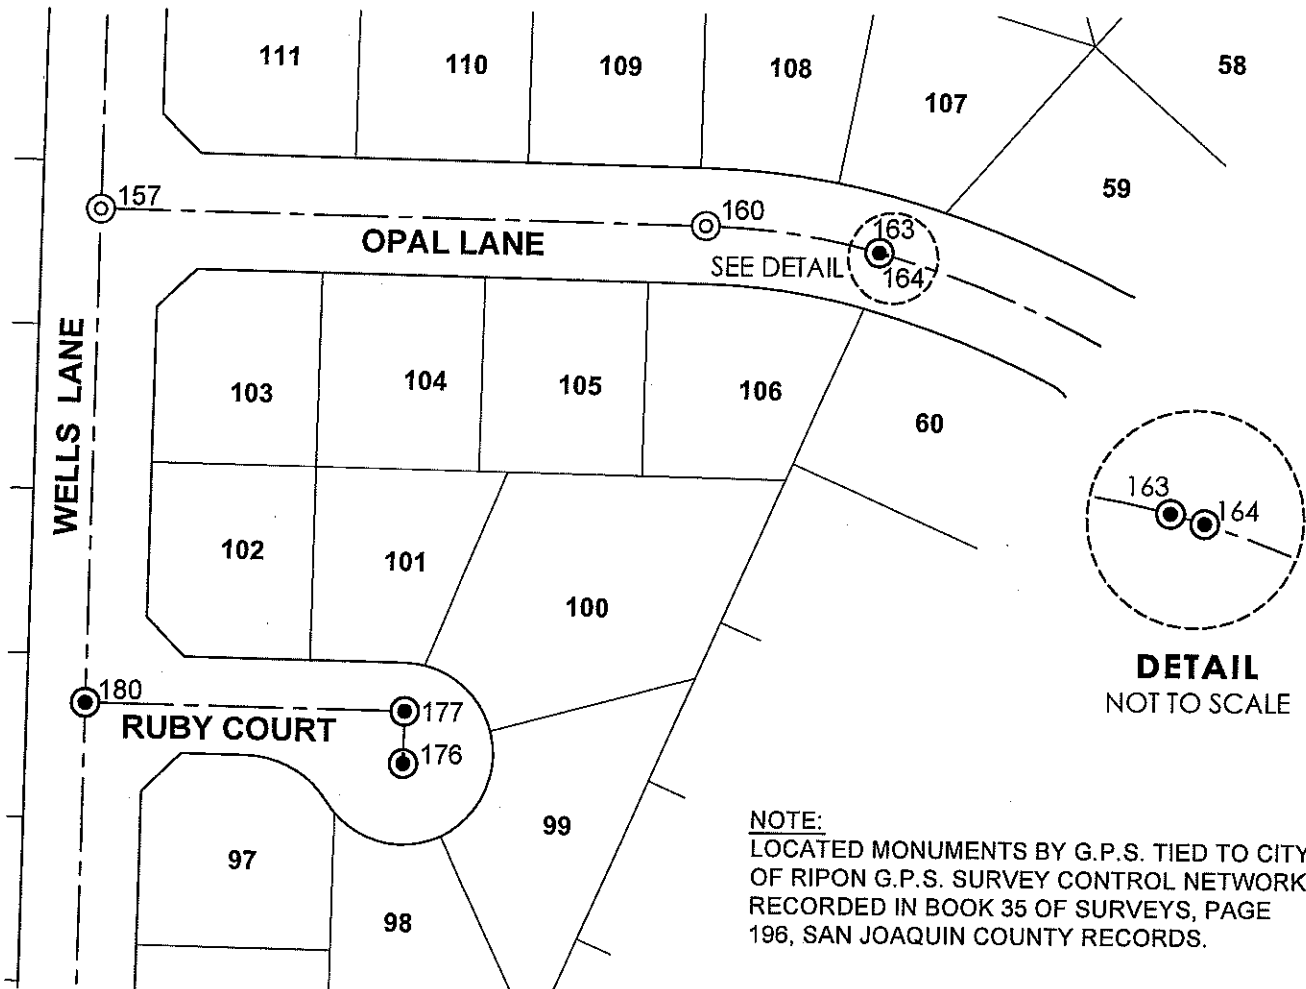 111
110
109
108
107
58
59
157
160
163
164
OPAL LANE
SEE DETAIL
WELLS LANE
103
104
105
106
60
102
101
100
163
164
DETAIL
NOT TO SCALE
180
177
176
RUBY COURT
97
98
99
NOTE:
LOCATED MONUMENTS BY G.P.S. TIED TO CITY
OF RIPON G.P.S. SURVEY CONTROL NETWORK
RECORDED IN BOOK 35 OF SURVEYS, PAGE
196, SAN JOAQUIN COUNTY RECORDS.